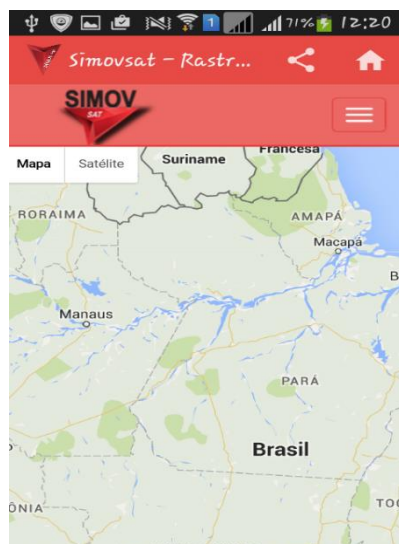 1 71% 12:20
Simovsat - Rastr...
SIMOV
SAT
Mapa Satélite
Suriname
Francesa
RORAIMA
AMAPÁ
Macapá
B
Manaus
PARÁ
Brasil
ÔNIA
TO